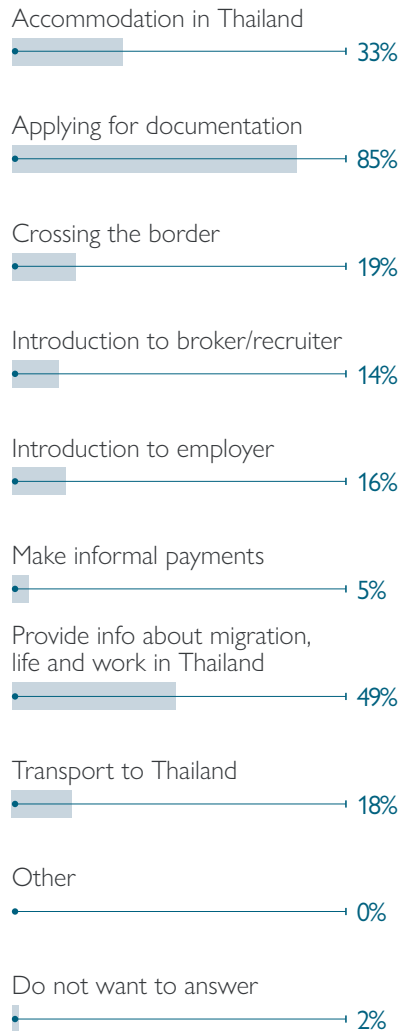 Accommodation in Thailand
33%
Applying for documentation
85%
Crossing the border
19%
Introduction to broker/recruiter
14%
Introduction to employer
16%
Make informal payments
5%
Provide info about migration,
life and work in Thailand
49%
Transport to Thailand
18%
Other
0%
Do not want to answer
2%